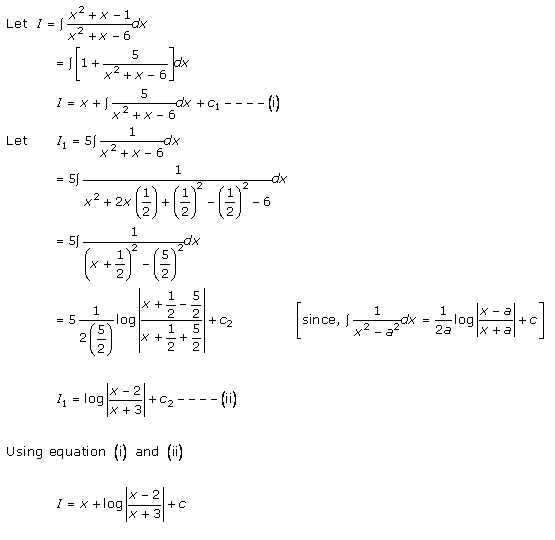 Let I = ∫ (x² + x − 1)/(x² + x − 6) dx
= ∫[1 + 5/(x² + x − 6)]dx
I = x + ∫ 5/(x² + x − 6) dx + c₁ − − − − (i)
Let I₁ = 5∫ 1/(x² + x − 6) dx
= 5∫ 1/(x² + 2x(1/2) + (1/2)² − (1/2)² − 6) dx
= 5∫ 1/((x + 1/2)² − (5/2)²) dx
= 5 1/(2(5/2)) log|(x + 1/2 − 5/2)/(x + 1/2 + 5/2)| + c₂ [since, ∫ 1/(x² − a²) dx = 1/(2a) log|(x − a)/(x + a)| + c]
I₁ = log|(x − 2)/(x + 3)| + c₂ − − − − (ii)
Using equation (i) and (ii)
I = x + log|(x − 2)/(x + 3)| + c